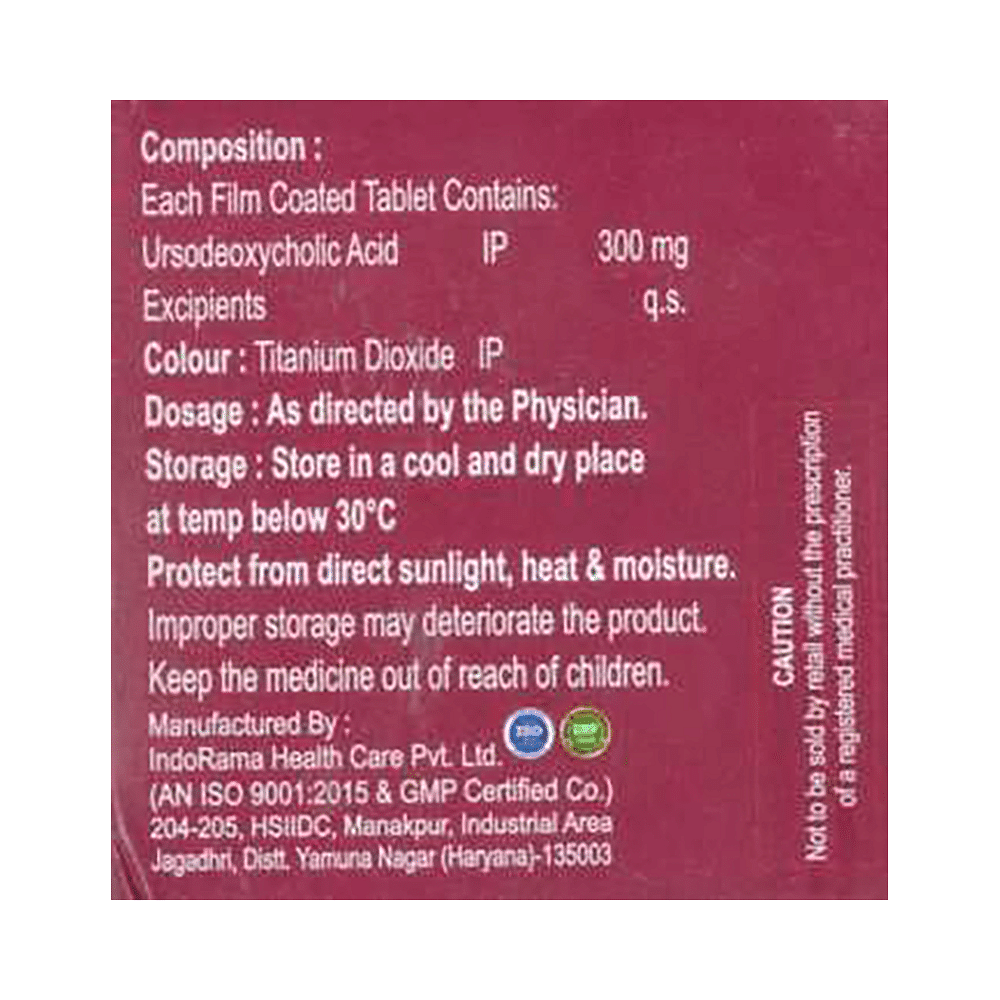 Composition :
Each Film Coated Tablet Contains:
Ursodeoxycholic Acid IP 300 mg
Excipients q.s.
Colour : Titanium Dioxide IP
Dosage : As directed by the Physician.
Storage : Store in a cool and dry place
at temp below 30°C
Protect from direct sunlight, heat & moisture.
Improper storage may deteriorate the product.
Keep the medicine out of reach of children.
Manufactured By :
IndoRama Health Care Pvt. Ltd.
ISO
GMP
(AN ISO 9001:2015 & GMP Certified Co.)
204-205, HSIIDC, Manakpur, Industrial Area
Jagadhri, Distt. Yamuna Nagar (Haryana)-135003
CAUTION
Not to be sold by retail without the prescription
of a registered medical practitioner.